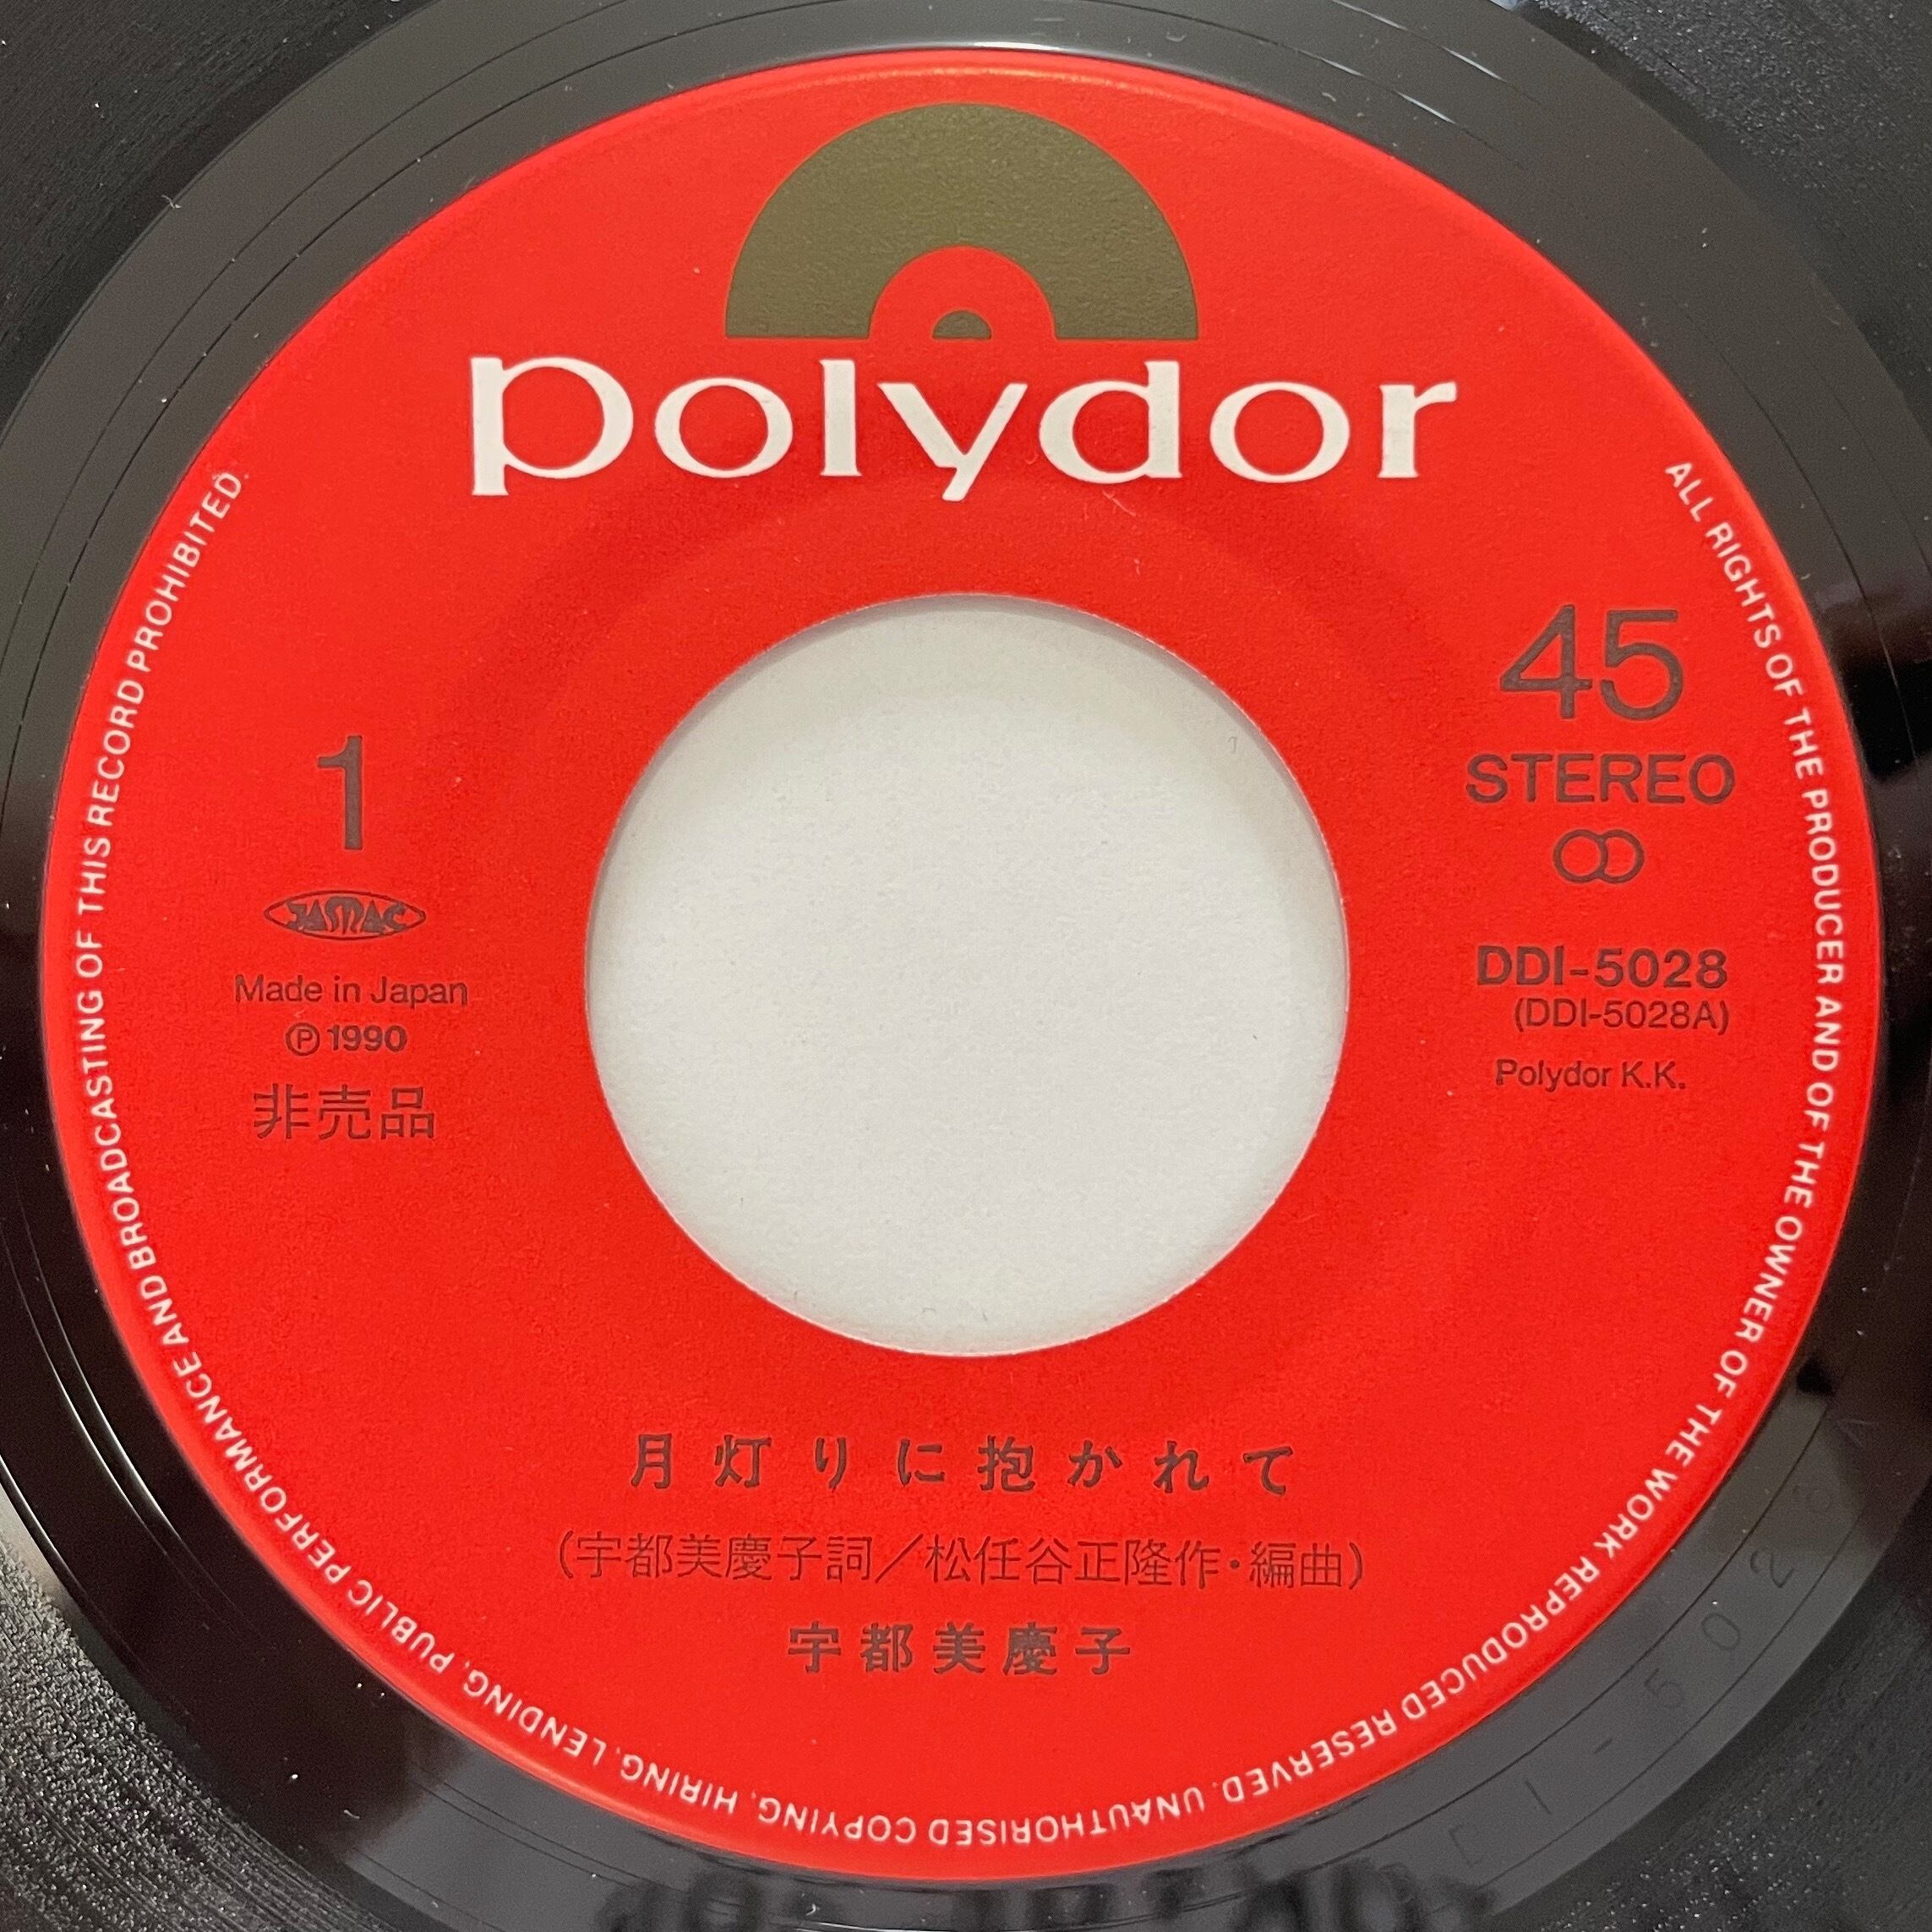 polydor
45
STEREO
DDI-5028
(DDI-5028A)
Polydor K.K.
1
JASRAC
Made in Japan
Ⓟ 1990
非売品
月灯りに抱かれて
(宇都美慶子詞/松任谷正隆作・編曲)
宇都美慶子
ALL RIGHTS OF THE PRODUCER AND OF THE OWNER OF THE WORK REPRODUCED RESERVED. UNAUTHORISED COPYING, HIRING, LENDING, PUBLIC PERFORMANCE AND BROADCASTING OF THIS RECORD PROHIBITED.